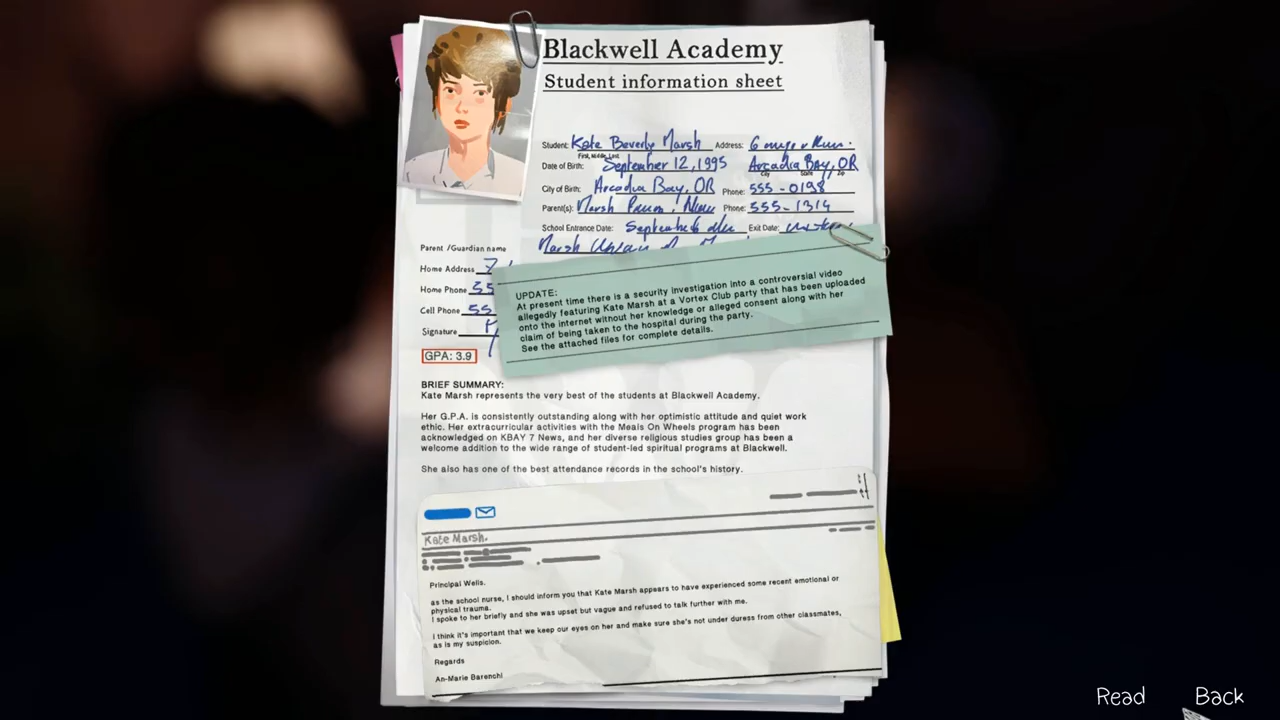 Blackwell Academy
Student information sheet
Student: Kate Beverly Marsh Address:
First, Middle, Last
Date of Birth: September 12, 1995 Arcadia Bay, OR
City State Zip
City of Birth: Arcadia Bay, OR Phone: 555-0198
Parent(s): Marsh Phone: 555-1314
School Entrance Date: Exit Date:
Parent /Guardian name Marsh
Home Address
Home Phone 55
Cell Phone 55
Signature
GPA: 3.9
UPDATE:
At present time there is a security investigation into a controversial video
allegedly featuring Kate Marsh at a Vortex Club party that has been uploaded
onto the internet without her knowledge or alleged consent along with her
claim of being taken to the hospital during the party.
See the attached files for complete details.
BRIEF SUMMARY:
Kate Marsh represents the very best of the students at Blackwell Academy.
Her G.P.A. is consistently outstanding along with her optimistic attitude and quiet work
ethic. Her extracurricular activities with the Meals On Wheels program has been
acknowledged on KBAY 7 News, and her diverse religious studies group has been a
welcome addition to the wide range of student-led spiritual programs at Blackwell.
She also has one of the best attendance records in the school's history.
Kate Marsh.
Principal Wells.
as the school nurse, I should inform you that Kate Marsh appears to have experienced some recent emotional or
physical trauma.
I spoke to her briefly and she was upset but vague and refused to talk further with me.
I think it's important that we keep our eyes on her and make sure she's not under duress from other classmates,
as is my suspicion.
Regards
An-Marie Barenchi
Read Back